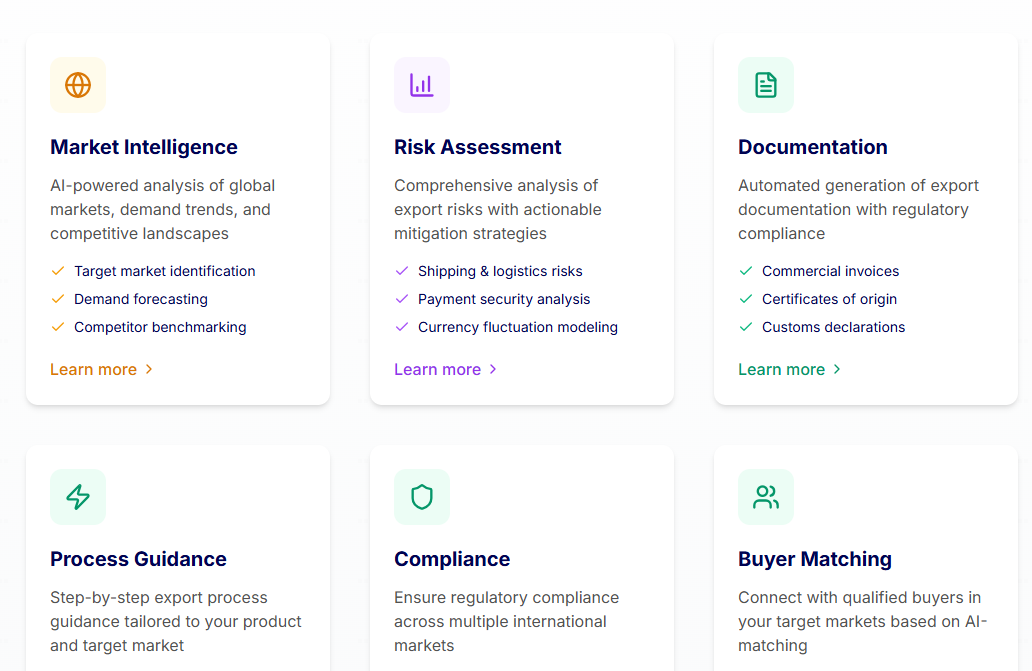 Market Intelligence
AI-powered analysis of global
markets, demand trends, and
competitive landscapes
Target market identification
Demand forecasting
Competitor benchmarking
Learn more
Risk Assessment
Comprehensive analysis of
export risks with actionable
mitigation strategies
Shipping & logistics risks
Payment security analysis
Currency fluctuation modeling
Learn more
Documentation
Automated generation of export
documentation with regulatory
compliance
Commercial invoices
Certificates of origin
Customs declarations
Learn more
Process Guidance
Step-by-step export process
guidance tailored to your product
and target market
Compliance
Ensure regulatory compliance
across multiple international
markets
Buyer Matching
Connect with qualified buyers in
your target markets based on AI-
matching